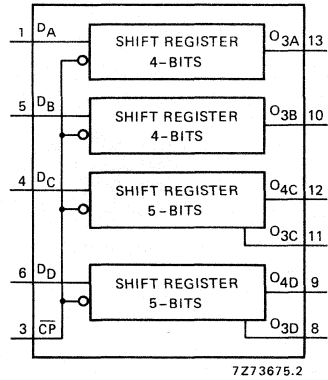 1 DA SHIFT REGISTER 4-BITS O3A 13
5 DB SHIFT REGISTER 4-BITS O3B 10
4 DC SHIFT REGISTER 5-BITS O4C 12
O3C 11
6 DD SHIFT REGISTER 5-BITS O4D 9
3 CP O3D 8
7Z73675.2